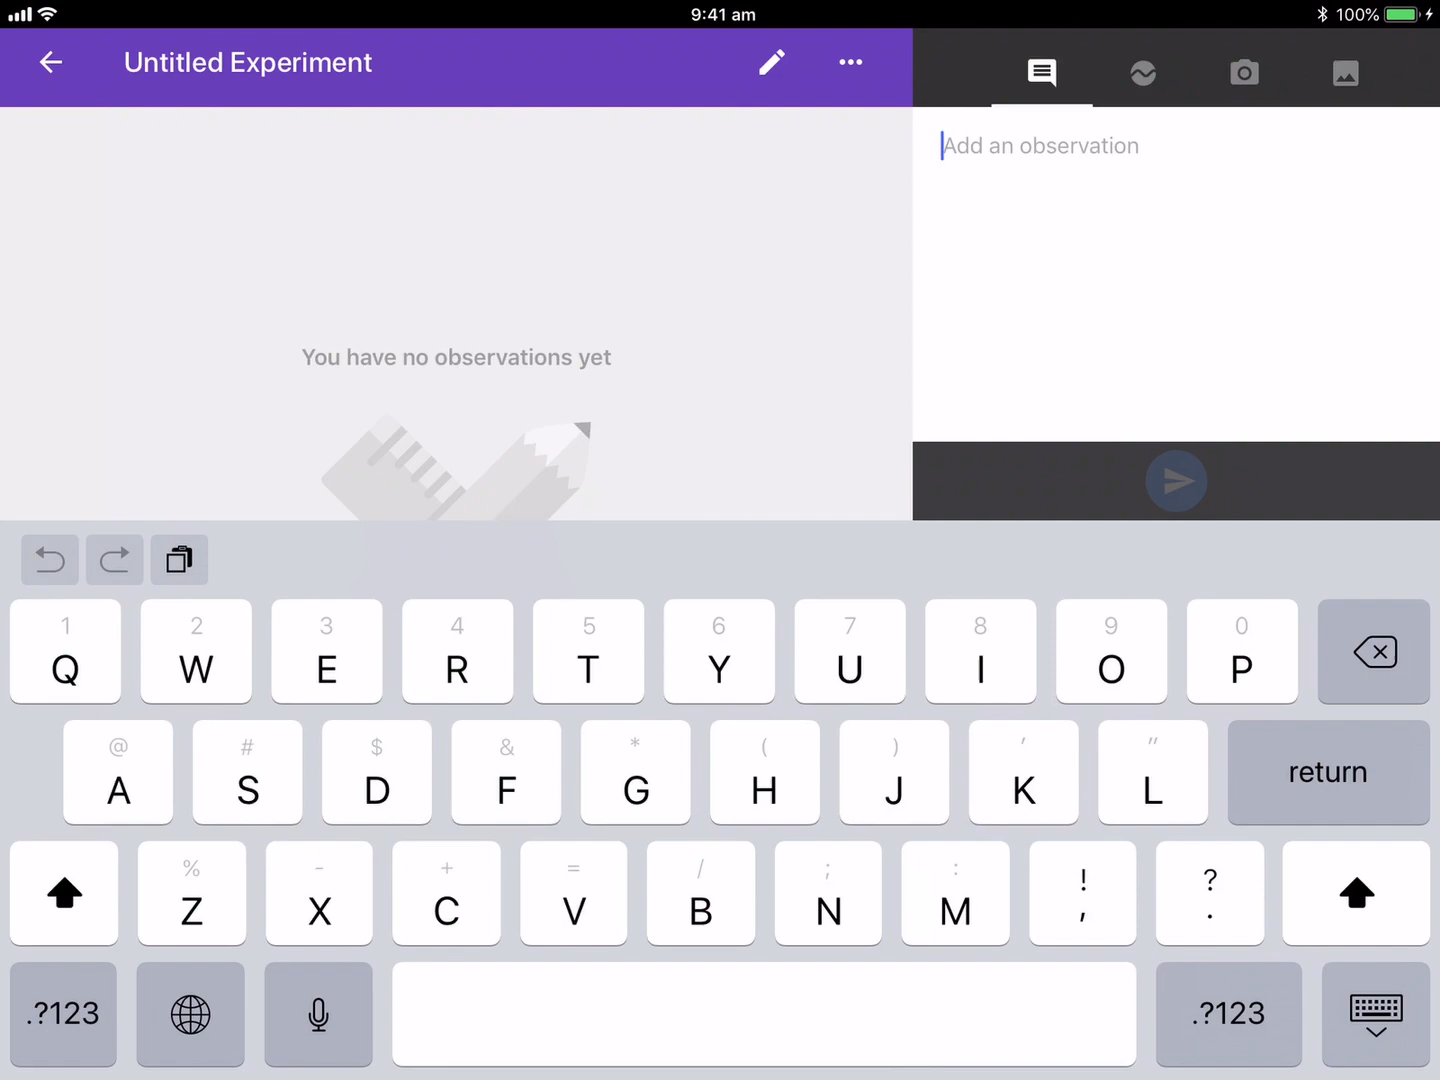 9:41 am
100%
Untitled Experiment
Add an observation
You have no observations yet
1 2 3 4 5 6 7 8 9 0
Q W E R T Y U I O P
@ # $ & * ( ) ' "
A S D F G H J K L return
% - + = / ; : ! ?
Z X C V B N M , .
.?123 .?123